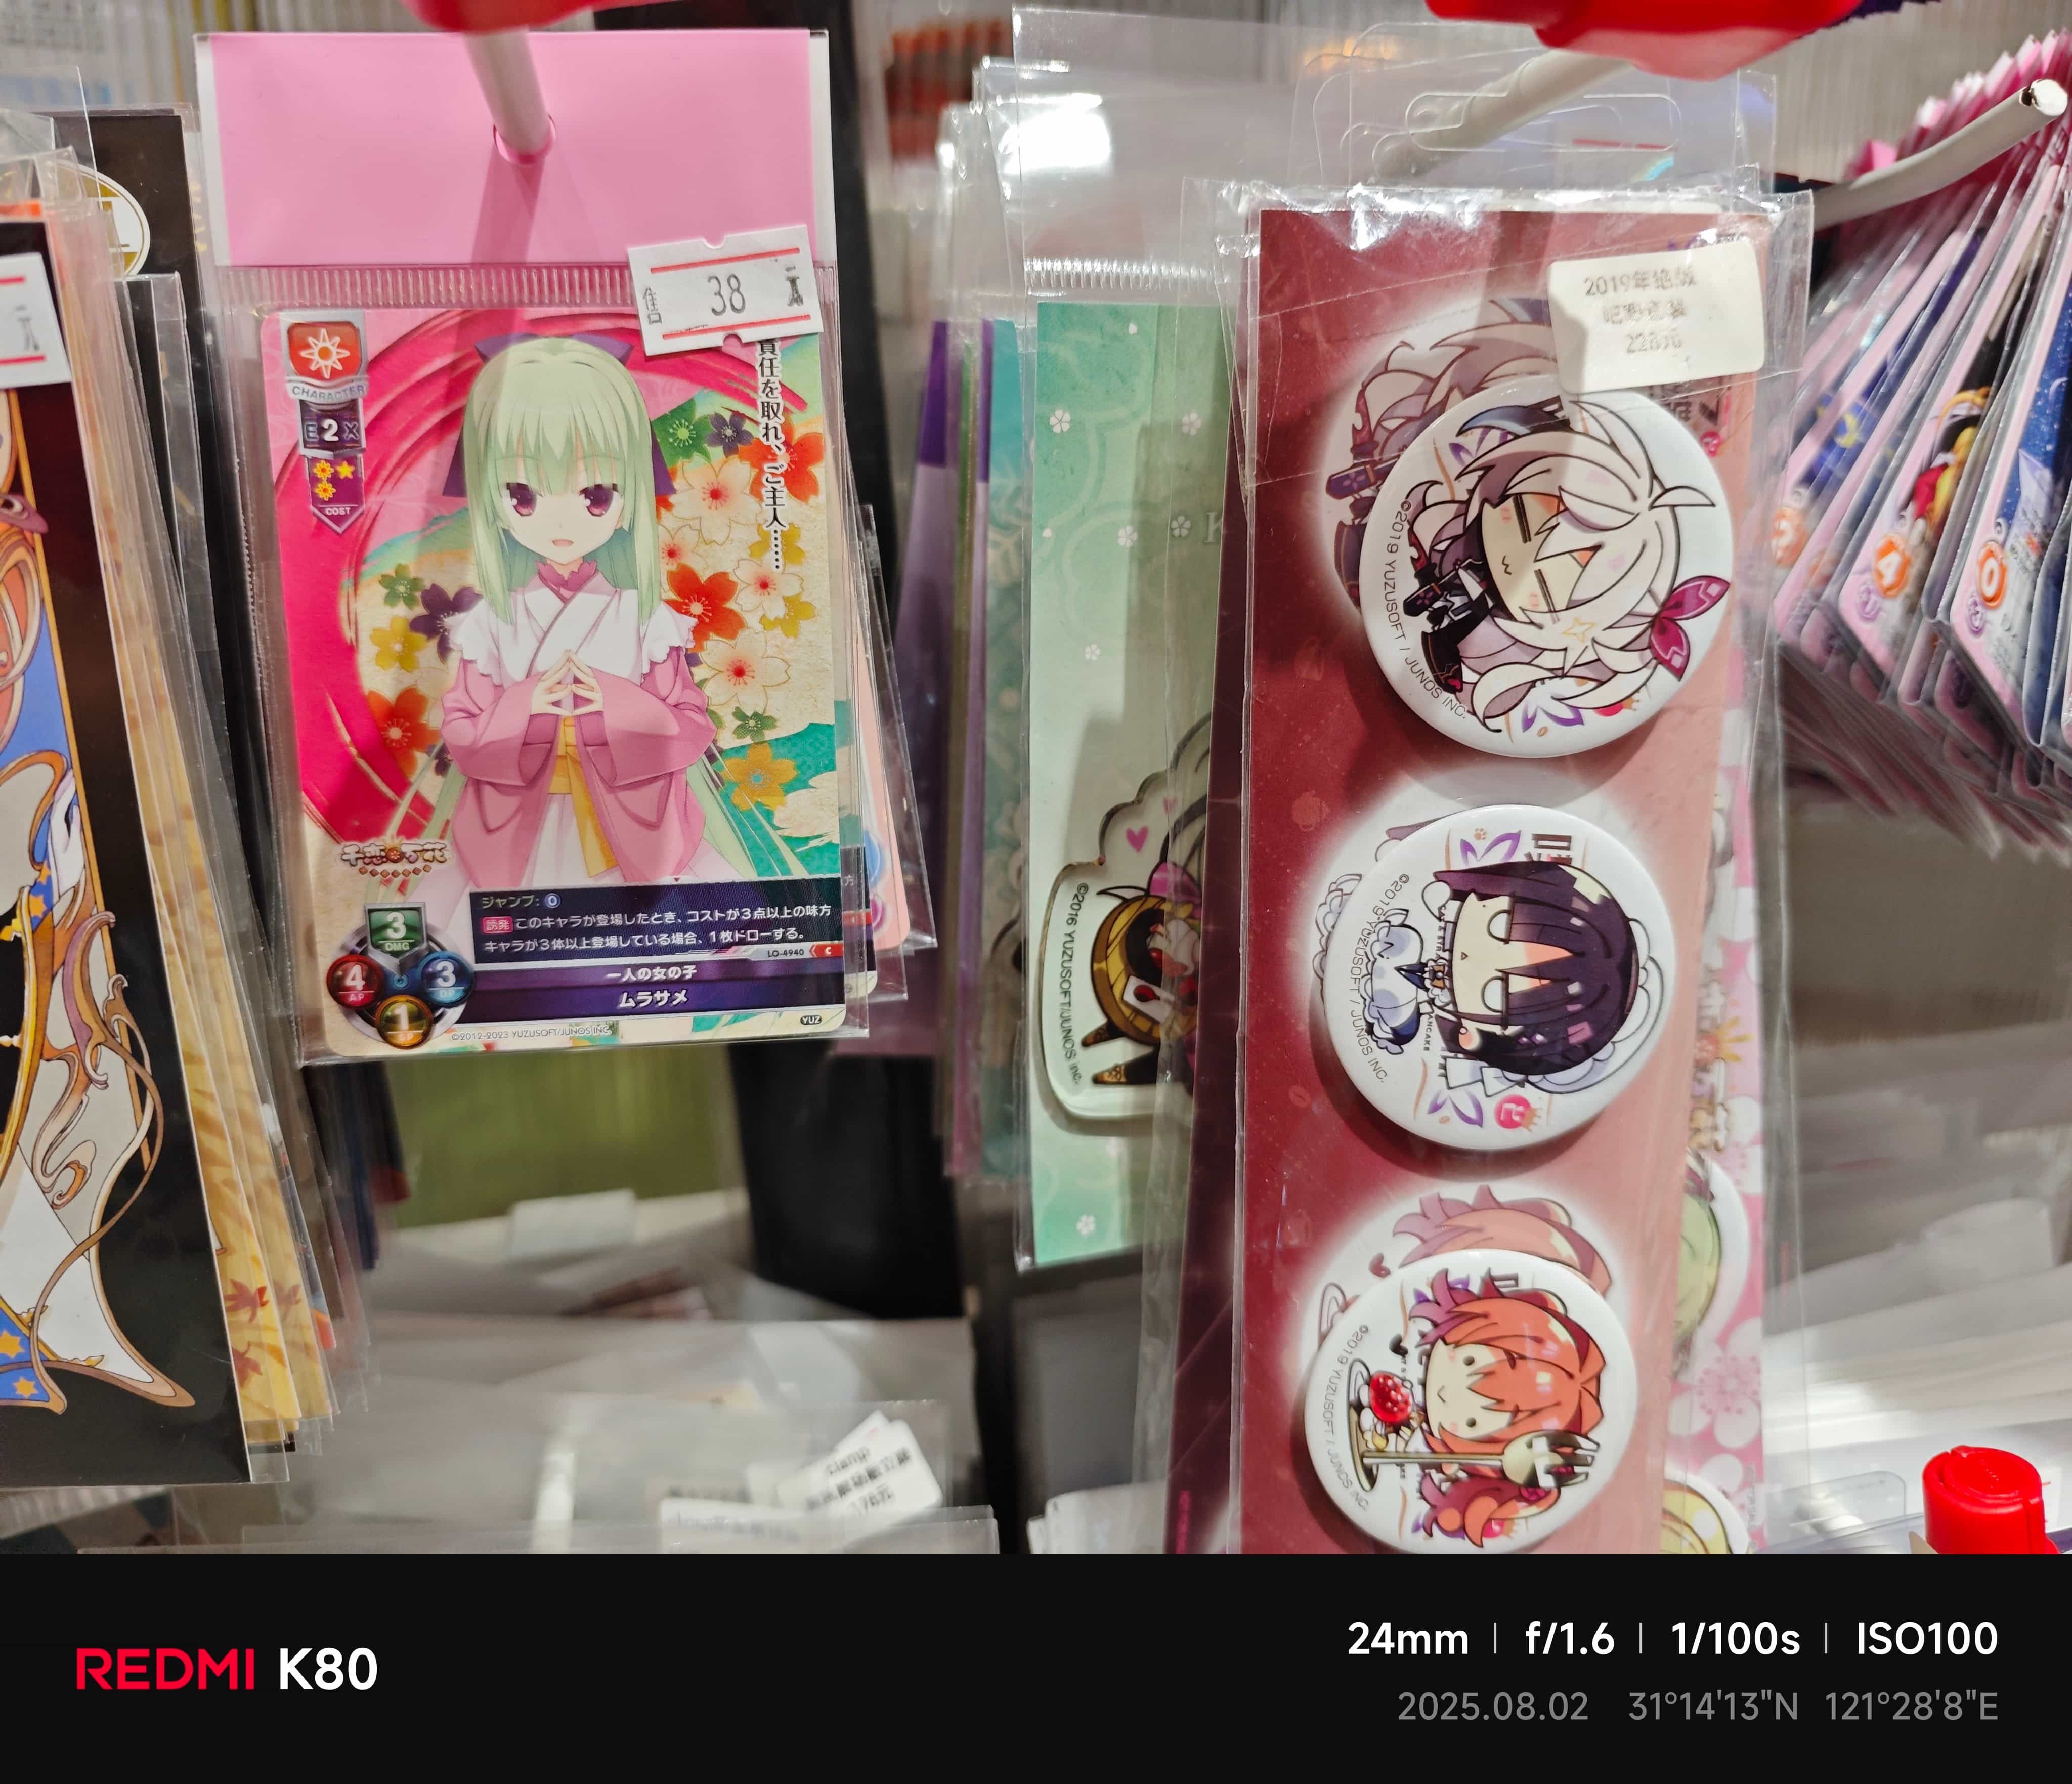 售 38 元
CHARACTER
E 2 X
COST
責任を取れ、ご主人……
千恋＊万花
3
DMG
4
AP
3
DP
1
ジャンプ:0
誘発 このキャラが登場したとき、コストが3点以上の味方
キャラが3体以上登場している場合、1枚ドローする。
LO-4940 C
一人の女の子
ムラサメ
©2012-2023 YUZUSOFT/JUNOS INC.
YUZ
元
©2016 YUZUSOFT/JUNOS INC.
2019年绝版
©2019 YUZUSOFT / JUNOS INC.
©2019 YUZUSOFT / JUNOS INC.
©2019 YUZUSOFT / JUNOS INC.
4
0
REDMI K80
24mm | f/1.6 | 1/100s | ISO100
2025.08.02 31°14'13"N 121°28'8"E